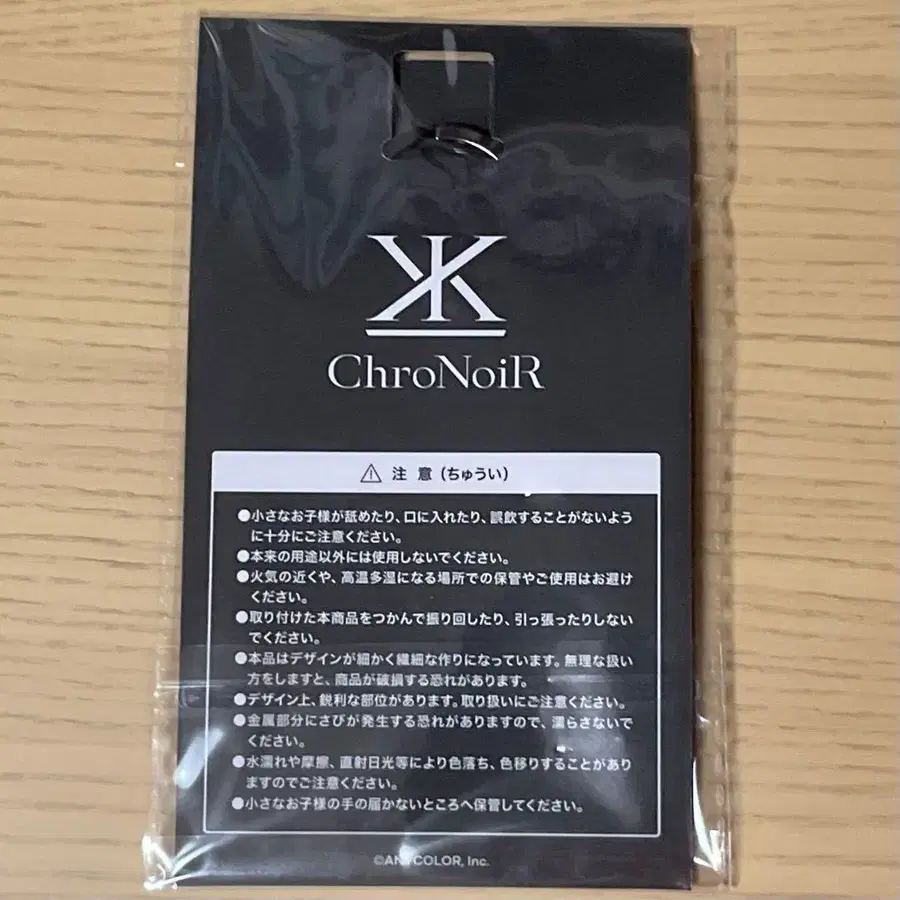 ChroNoiR
⚠ 注意(ちゅうい)
●小さなお子様が舐めたり、口に入れたり、誤飲することがないよう
に十分にご注意ください。
●本来の用途以外には使用しないでください。
●火気の近くや、高温多湿になる場所での保管やご使用はお避け
ください。
●取り付けた本商品をつかんで振り回したり、引っ張ったりしない
でください。
●本品はデザインが細かく繊細な作りになっています。無理な扱い
方をしますと、商品が破損する恐れがあります。
●デザイン上、鋭利な部位があります。取り扱いにご注意ください。
●金属部分にさびが発生する恐れがありますので、濡らさないで
ください。
●水濡れや摩擦、直射日光等により色落ち、色移りすることがあり
ますのでご注意ください。
●小さなお子様の手の届かないところへ保管してください。
©ANYCOLOR, Inc.